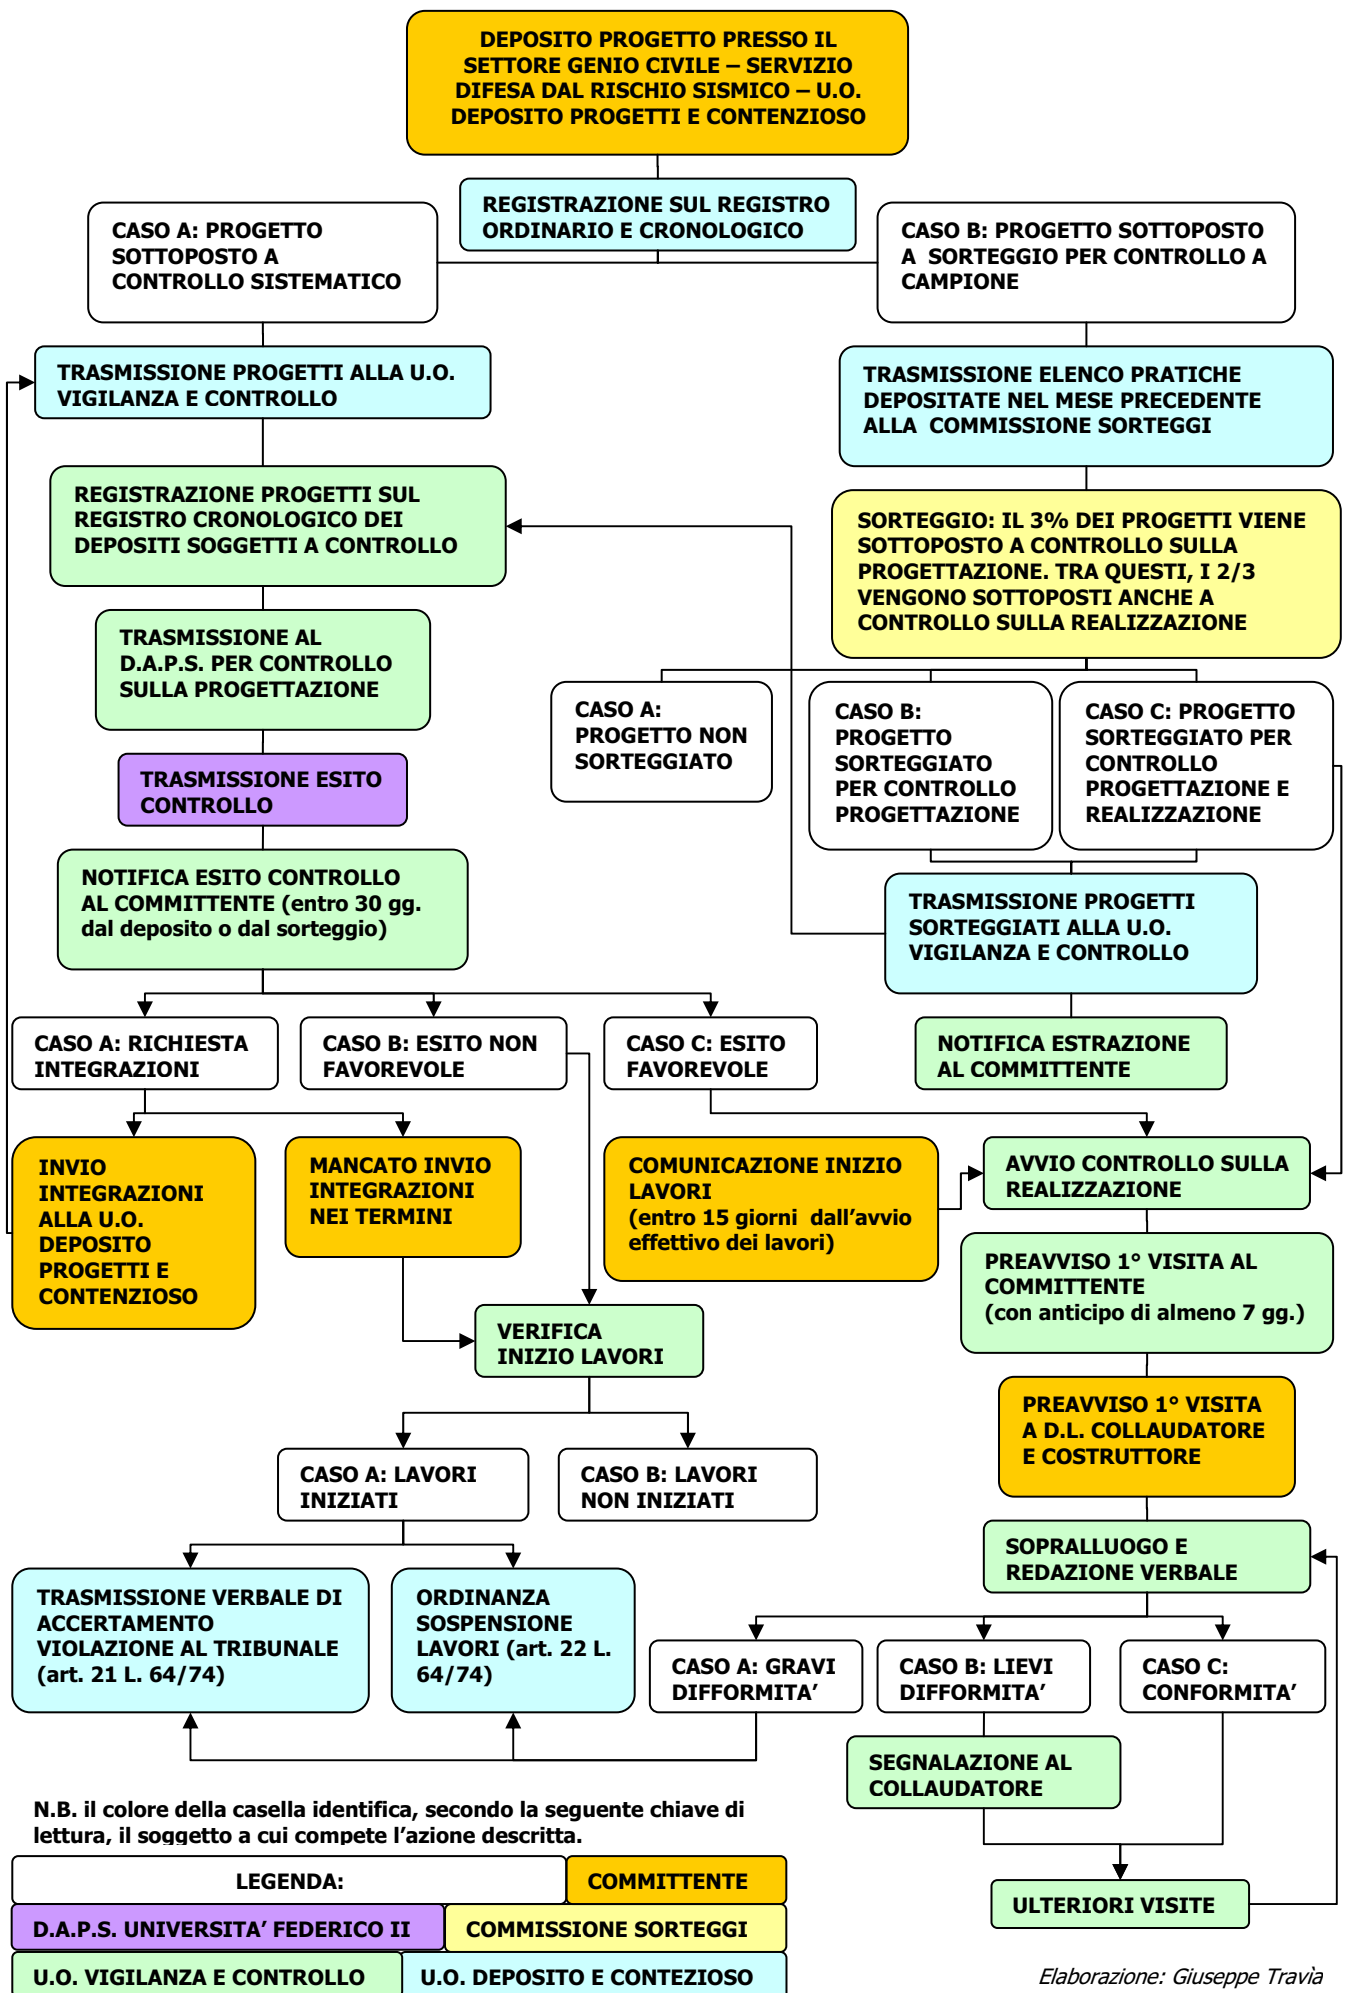 DEPOSITO PROGETTO PRESSO IL
SETTORE GENIO CIVILE – SERVIZIO
DIFESA DAL RISCHIO SISMICO – U.O.
DEPOSITO PROGETTI E CONTENZIOSO
REGISTRAZIONE SUL REGISTRO
ORDINARIO E CRONOLOGICO
CASO A: PROGETTO
SOTTOPOSTO A
CONTROLLO SISTEMATICO
CASO B: PROGETTO SOTTOPOSTO
A SORTEGGIO PER CONTROLLO A
CAMPIONE
TRASMISSIONE PROGETTI ALLA U.O.
VIGILANZA E CONTROLLO
TRASMISSIONE ELENCO PRATICHE
DEPOSITATE NEL MESE PRECEDENTE
ALLA COMMISSIONE SORTEGGI
REGISTRAZIONE PROGETTI SUL
REGISTRO CRONOLOGICO DEI
DEPOSITI SOGGETTI A CONTROLLO
SORTEGGIO: IL 3% DEI PROGETTI VIENE
SOTTOPOSTO A CONTROLLO SULLA
PROGETTAZIONE. TRA QUESTI, I 2/3
VENGONO SOTTOPOSTI ANCHE A
CONTROLLO SULLA REALIZZAZIONE
TRASMISSIONE AL
D.A.P.S. PER CONTROLLO
SULLA PROGETTAZIONE
CASO A:
PROGETTO NON
SORTEGGIATO
CASO B:
PROGETTO
SORTEGGIATO
PER CONTROLLO
PROGETTAZIONE
CASO C: PROGETTO
SORTEGGIATO PER
CONTROLLO
PROGETTAZIONE E
REALIZZAZIONE
TRASMISSIONE ESITO
CONTROLLO
NOTIFICA ESITO CONTROLLO
AL COMMITTENTE (entro 30 gg.
dal deposito o dal sorteggio)
TRASMISSIONE PROGETTI
SORTEGGIATI ALLA U.O.
VIGILANZA E CONTROLLO
CASO A: RICHIESTA
INTEGRAZIONI
CASO B: ESITO NON
FAVOREVOLE
CASO C: ESITO
FAVOREVOLE
NOTIFICA ESTRAZIONE
AL COMMITTENTE
INVIO
INTEGRAZIONI
ALLA U.O.
DEPOSITO
PROGETTI E
CONTENZIOSO
MANCATO INVIO
INTEGRAZIONI
NEI TERMINI
COMUNICAZIONE INIZIO
LAVORI
(entro 15 giorni dall’avvio
effettivo dei lavori)
AVVIO CONTROLLO SULLA
REALIZZAZIONE
PREAVVISO 1° VISITA AL
COMMITTENTE
(con anticipo di almeno 7 gg.)
VERIFICA
INIZIO LAVORI
PREAVVISO 1° VISITA
A D.L. COLLAUDATORE
E COSTRUTTORE
CASO A: LAVORI
INIZIATI
CASO B: LAVORI
NON INIZIATI
SOPRALLUOGO E
REDAZIONE VERBALE
TRASMISSIONE VERBALE DI
ACCERTAMENTO
VIOLAZIONE AL TRIBUNALE
(art. 21 L. 64/74)
ORDINANZA
SOSPENSIONE
LAVORI (art. 22 L.
64/74)
CASO A: GRAVI
DIFFORMITA’
CASO B: LIEVI
DIFFORMITA’
CASO C:
CONFORMITA’
SEGNALAZIONE AL
COLLAUDATORE
ULTERIORI VISITE
N.B. il colore della casella identifica, secondo la seguente chiave di
lettura, il soggetto a cui compete l’azione descritta.
LEGENDA:
COMMITTENTE
D.A.P.S. UNIVERSITA’ FEDERICO II
COMMISSIONE SORTEGGI
U.O. VIGILANZA E CONTROLLO
U.O. DEPOSITO E CONTEZIOSO
Elaborazione: Giuseppe Travìa